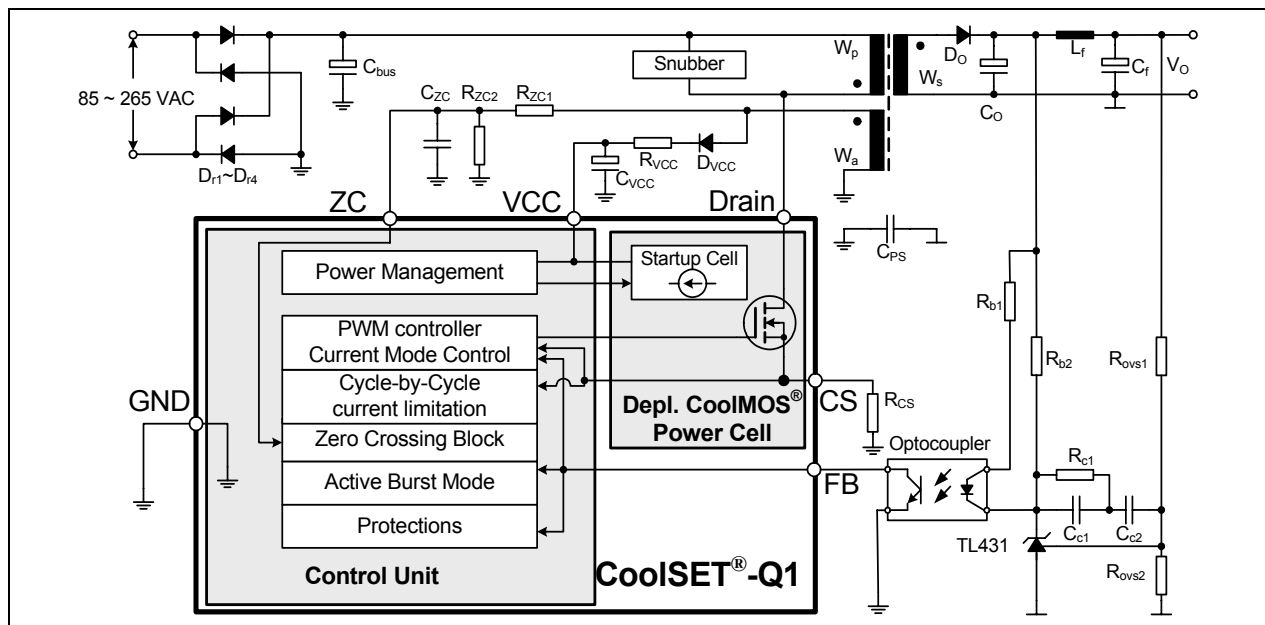 85 ~ 265 VAC
Dr1~Dr4
Cbus
Snubber
Wp
Ws
DO
CO
Lf
Cf
VO
CZC
RZC2
RZC1
RVCC
DVCC
CVCC
Wa
ZC
VCC
Drain
CPS
Power Management
Startup Cell
PWM controller
Current Mode Control
Cycle-by-Cycle
current limitation
Zero Crossing Block
Active Burst Mode
Protections
Control Unit
Depl. CoolMOS®
Power Cell
CoolSET®-Q1
GND
CS
RCS
FB
Optocoupler
Rb1
Rb2
Rovs1
Rc1
Cc1
Cc2
TL431
Rovs2